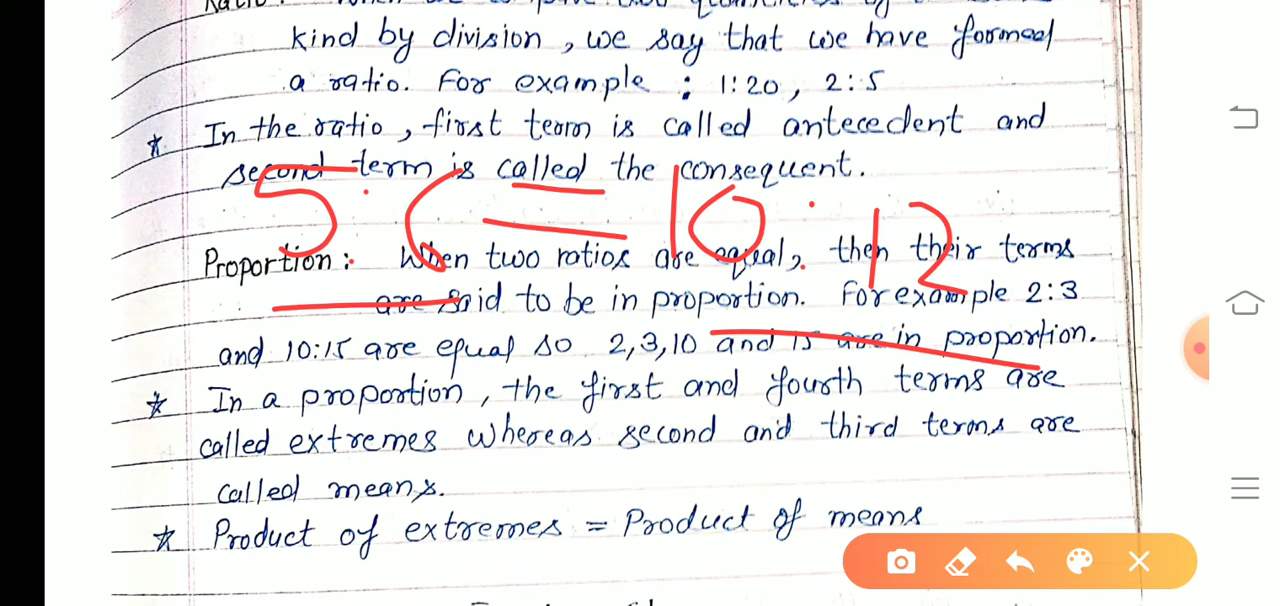 kind by division, we say that we have formed
a ratio. For example : 1:20, 2:5
* In the ratio, first term is called antecedent and
second term is called the consequent.
5 : 6 = 10 : 12
Proportion : When two ratios are equal, then their terms
are said to be in proportion. For example 2:3
and 10:15 are equal so 2,3,10 and 15 are in proportion.
* In a proportion, the first and fourth terms are
called extremes whereas second and third terms are
called means.
* Product of extremes = Product of means